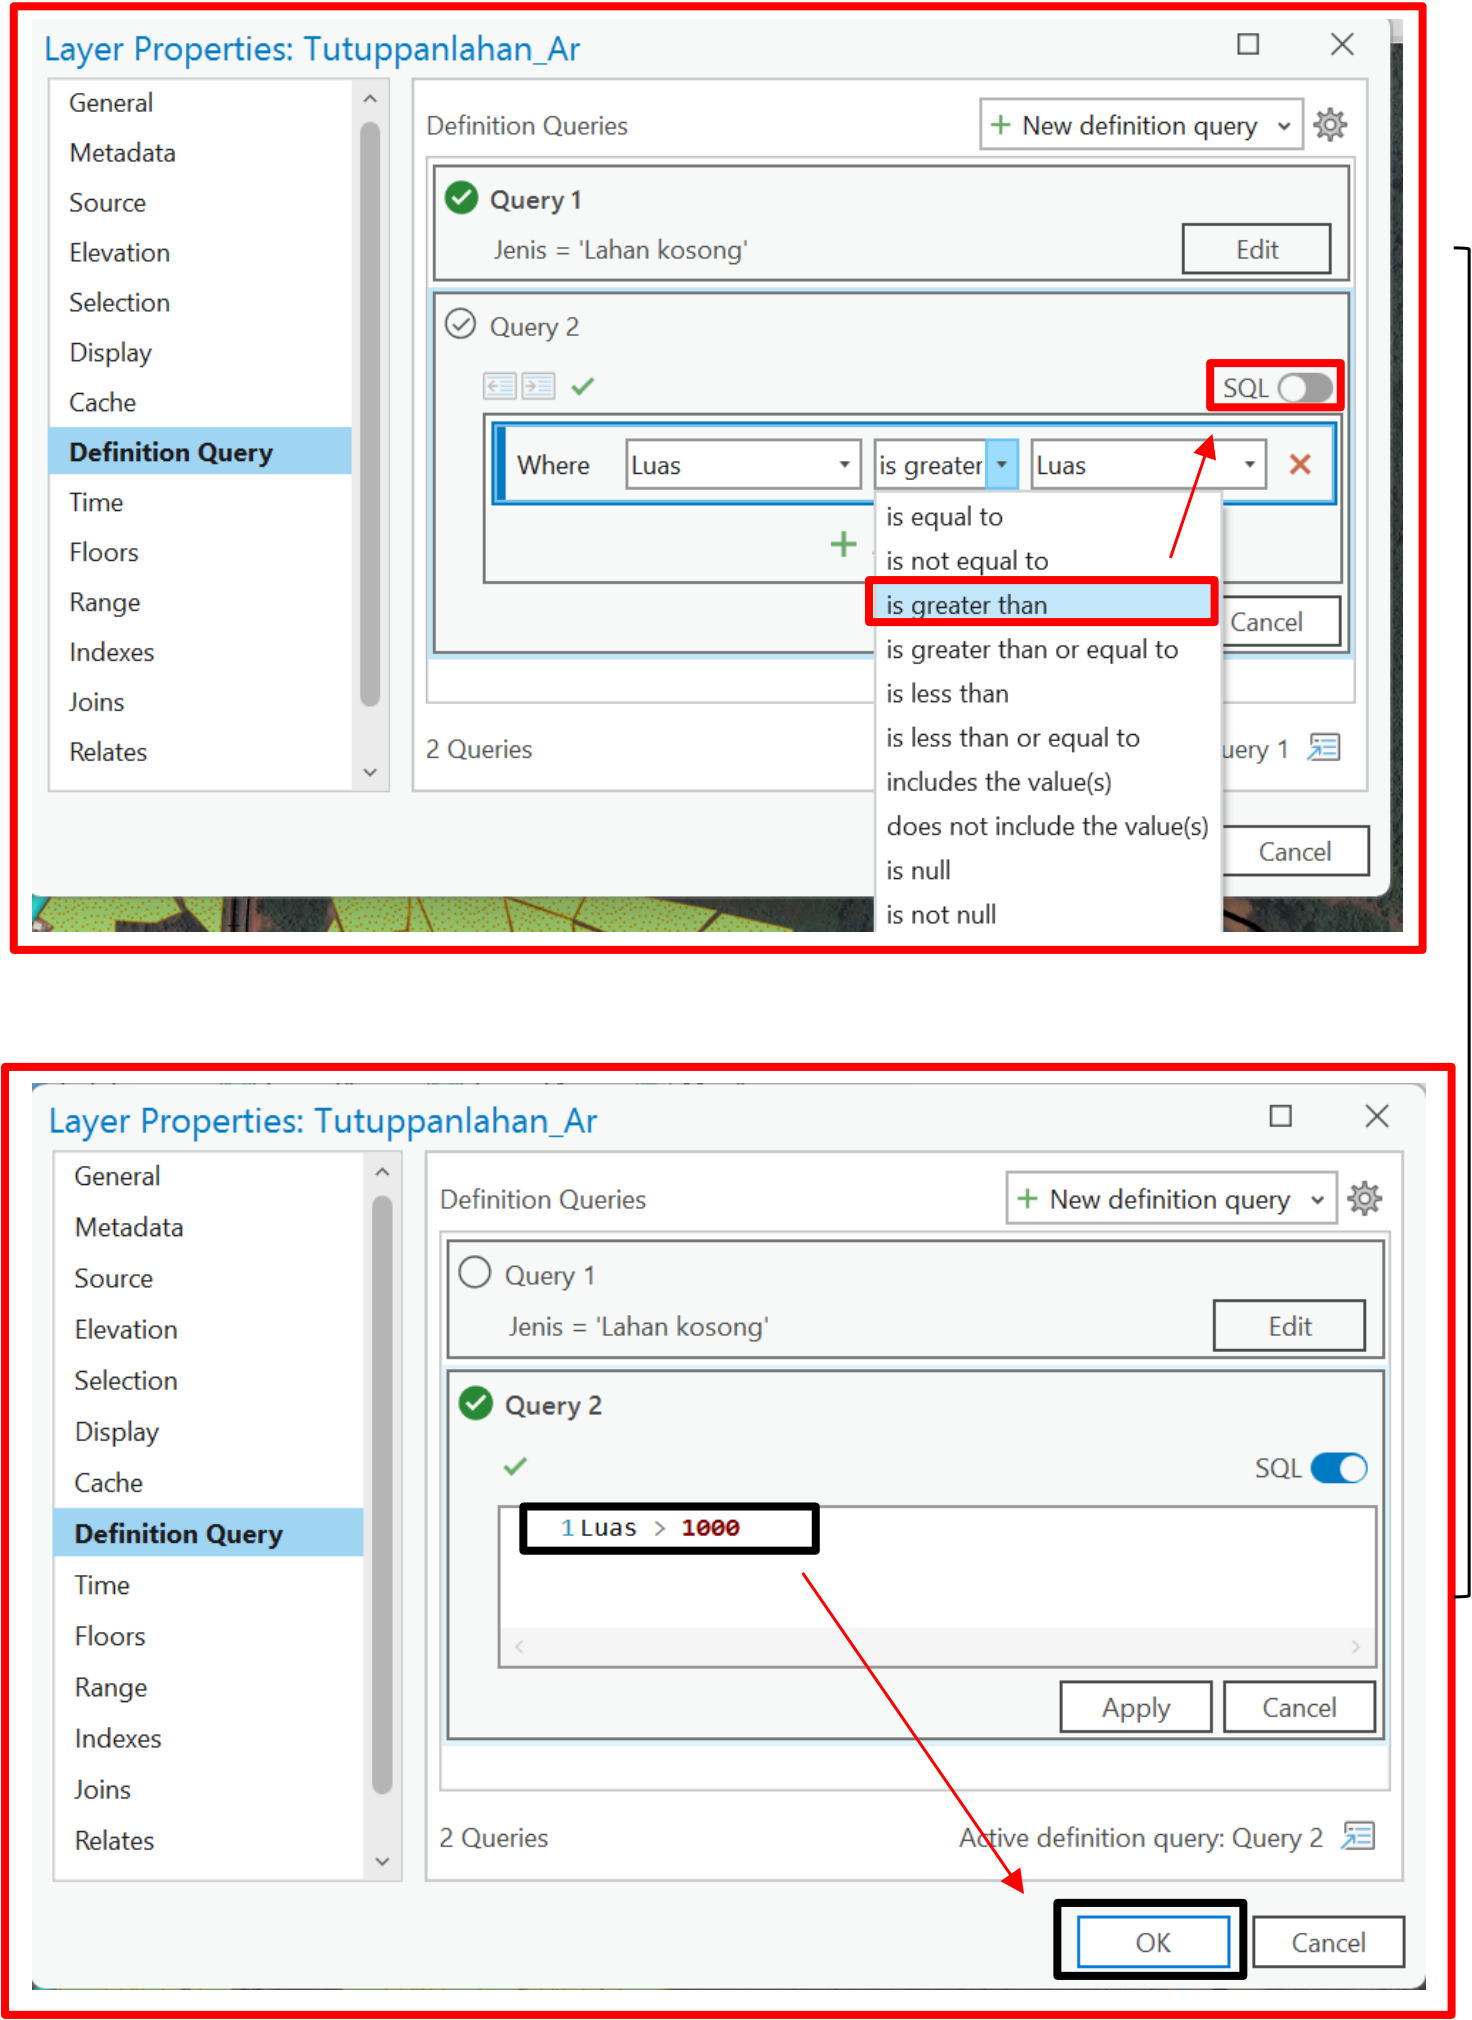 Layer Properties: Tutuppanlahan_Ar
General
Metadata
Source
Elevation
Selection
Display
Cache
Definition Query
Time
Floors
Range
Indexes
Joins
Relates
Definition Queries
New definition query
Query 1
Jenis = 'Lahan kosong'
Edit
Query 2
SQL
Where Luas is greater Luas
is equal to
is not equal to
is greater than
is greater than or equal to
is less than
is less than or equal to
includes the value(s)
does not include the value(s)
is null
is not null
Cancel
2 Queries
uery 1
Cancel
Layer Properties: Tutuppanlahan_Ar
General
Metadata
Source
Elevation
Selection
Display
Cache
Definition Query
Time
Floors
Range
Indexes
Joins
Relates
Definition Queries
New definition query
Query 1
Jenis = 'Lahan kosong'
Edit
Query 2
SQL
1 Luas > 1000
Apply Cancel
2 Queries
Active definition query: Query 2
OK Cancel